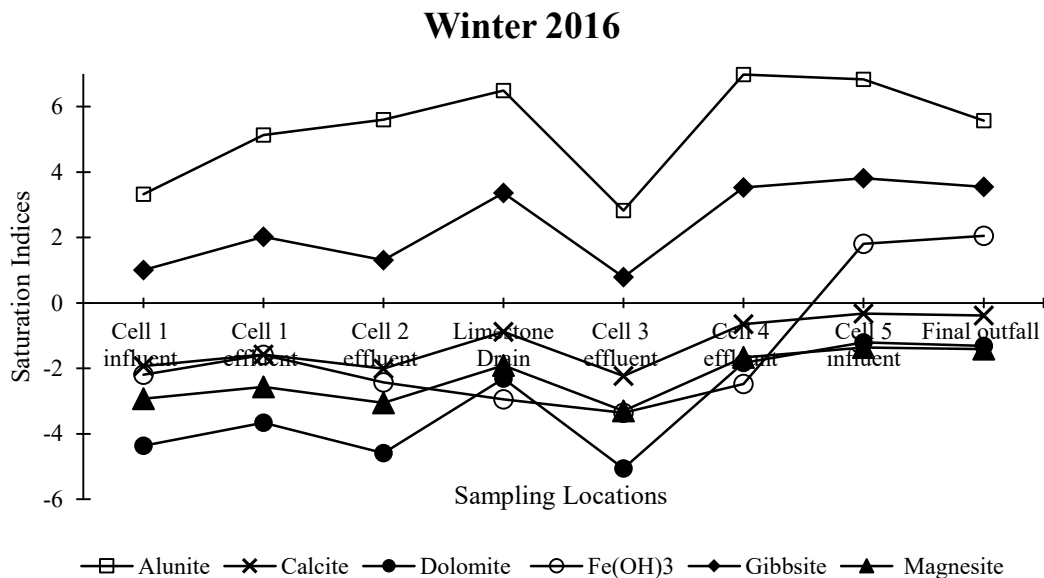 Winter 2016
Saturation Indices
6
4
2
0
-2
-4
-6
Cell 1 influent
Cell 1 effluent
Cell 2 effluent
Limestone Drain
Cell 3 effluent
Cell 4 effluent
Cell 5 influent
Final outfall
Sampling Locations
Alunite Calcite Dolomite Fe(OH)3 Gibbsite Magnesite